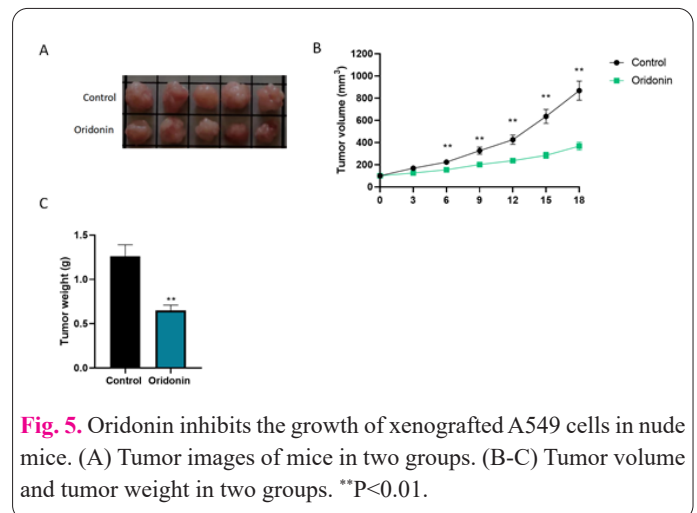 A
Control
Oridonin
B
Tumor volume (mm³)
1200
1000
800
600
400
200
0
0 3 6 9 12 15 18
** ** ** ** **
Control
Oridonin
C
Tumor weight (g)
1.5
1.0
0.5
0.0
**
Control Oridonin
Fig. 5. Oridonin inhibits the growth of xenografted A549 cells in nude
mice. (A) Tumor images of mice in two groups. (B-C) Tumor volume
and tumor weight in two groups. **P<0.01.